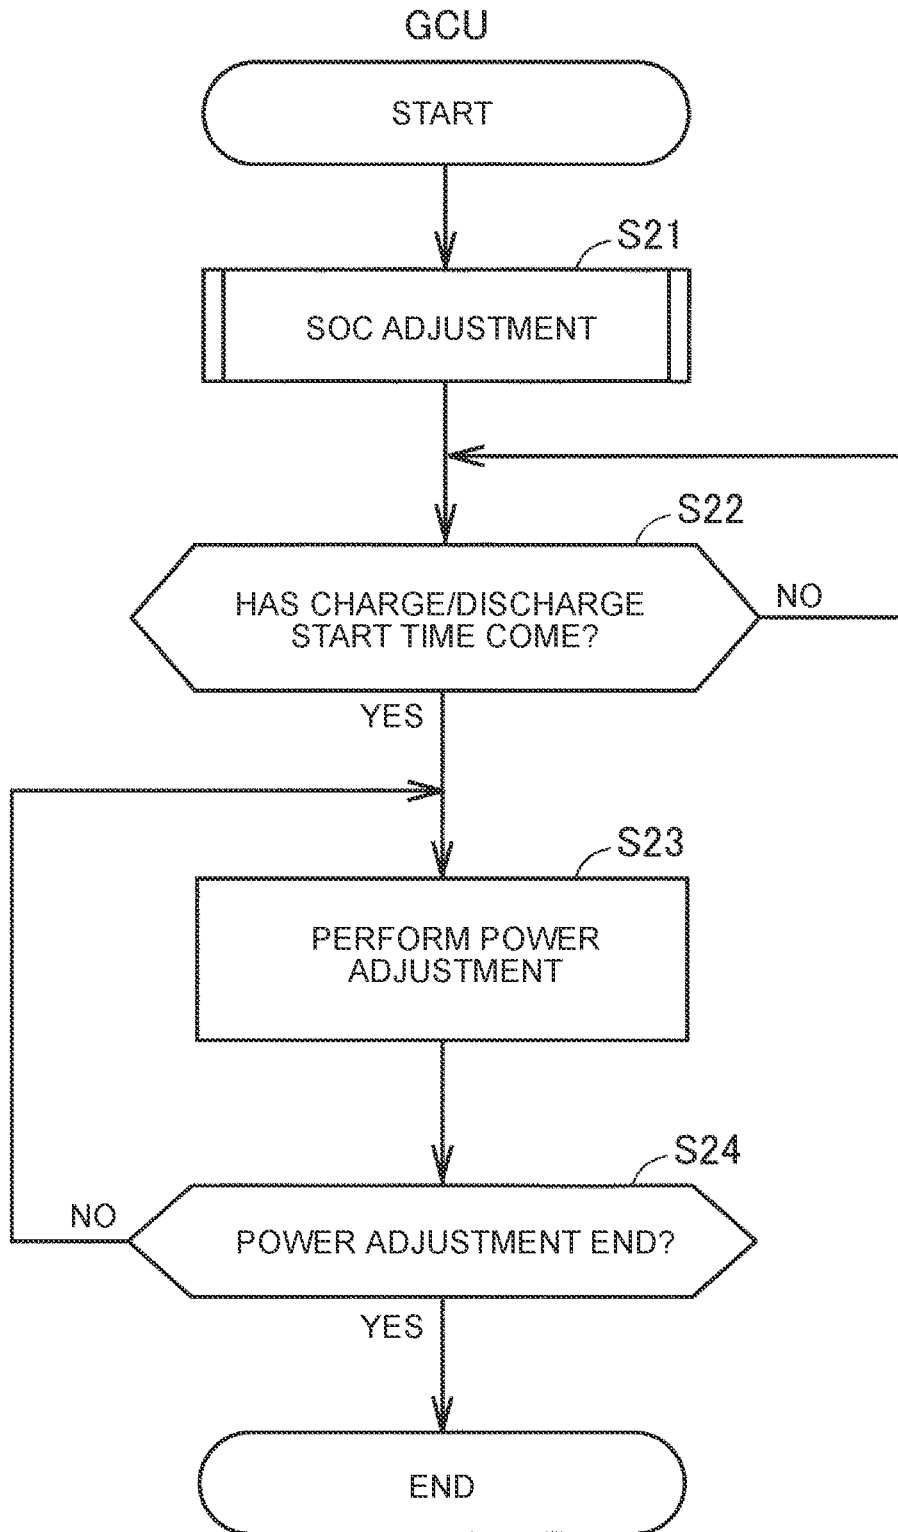 GCU
START
S21
SOC ADJUSTMENT
S22
HAS CHARGE/DISCHARGE
START TIME COME?
NO
YES
S23
PERFORM POWER
ADJUSTMENT
S24
NO
POWER ADJUSTMENT END?
YES
END